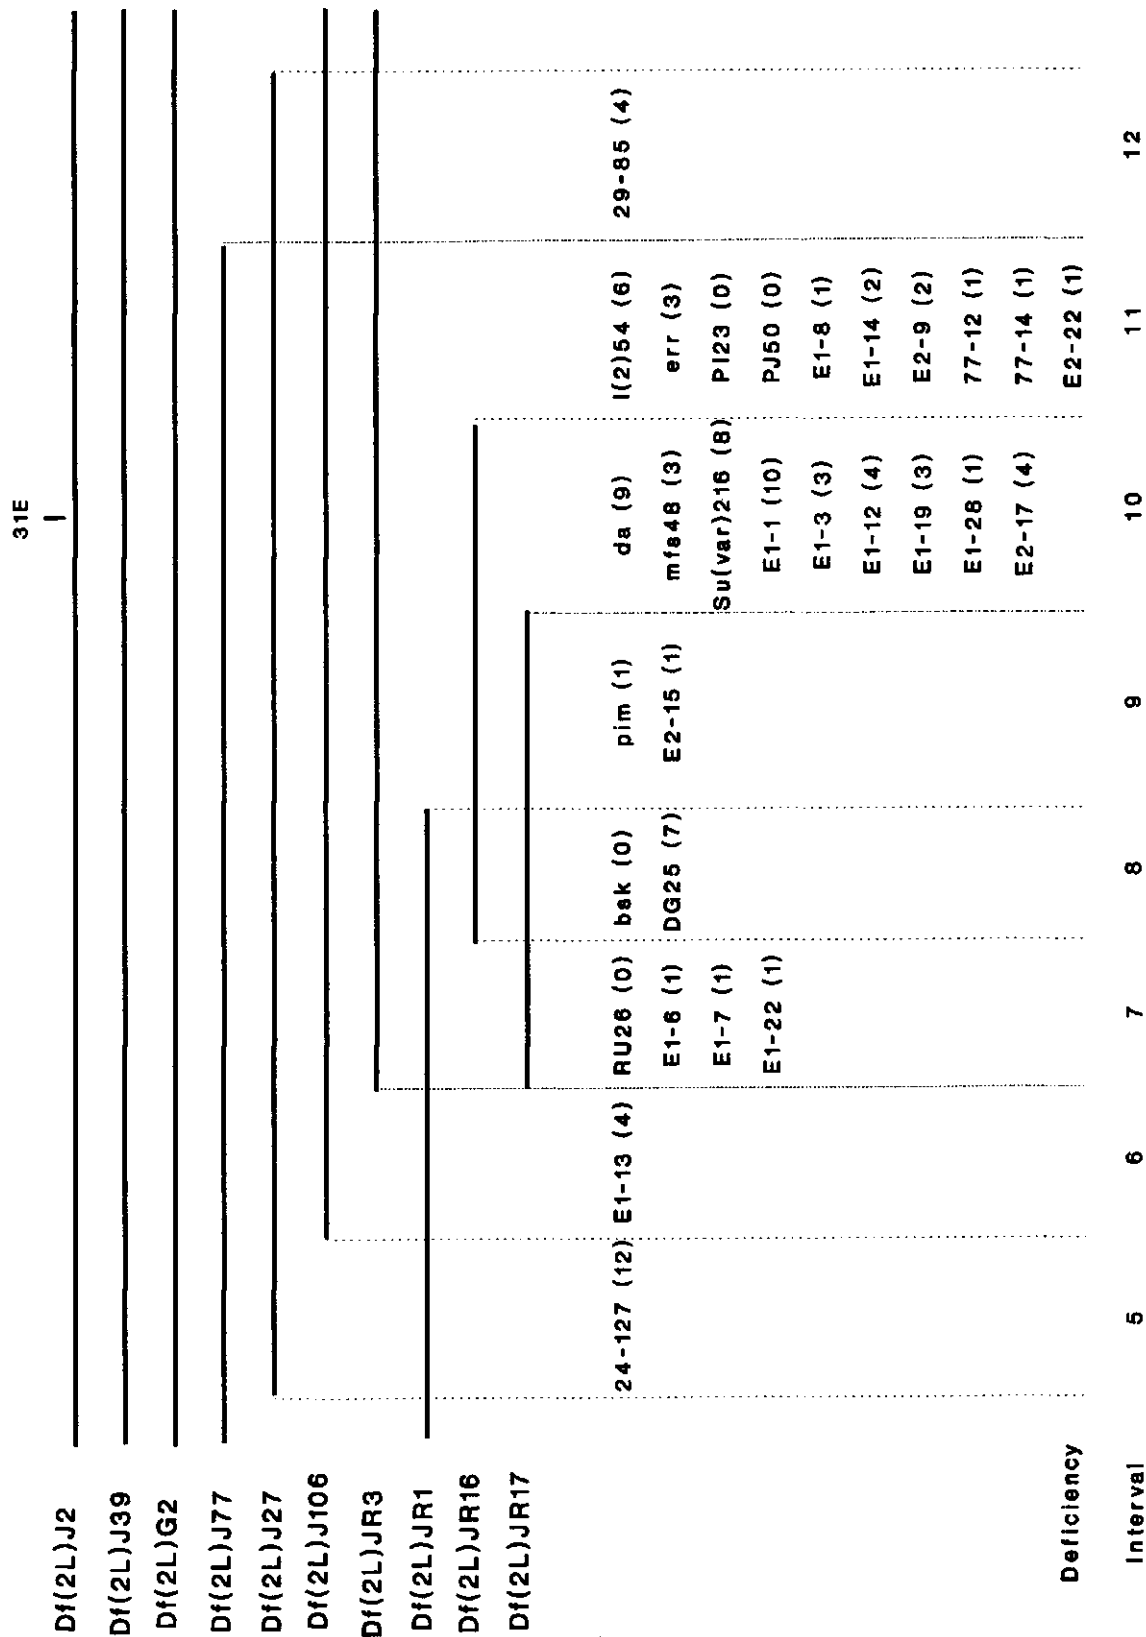 31E
Df(2L)J2
Df(2L)J39
Df(2L)G2
Df(2L)J77
Df(2L)J27
Df(2L)J106
Df(2L)JR3
Df(2L)JR1
Df(2L)JR16
Df(2L)JR17
24-127 (12) E1-13 (4) RU26 (0) bsk (0) pim (1) da (9) l(2)54 (6) 29-85 (4)
E1-6 (1) DG25 (7) E2-15 (1) mfs48 (3) err (3)
E1-7 (1) Su(var)216 (8) PI23 (0)
E1-22 (1) E1-1 (10) PJ50 (0)
E1-3 (3) E1-8 (1)
E1-12 (4) E1-14 (2)
E1-19 (3) E2-9 (2)
E1-28 (1) 77-12 (1)
E2-17 (4) 77-14 (1)
E2-22 (1)
Deficiency
Interval 5 6 7 8 9 10 11 12